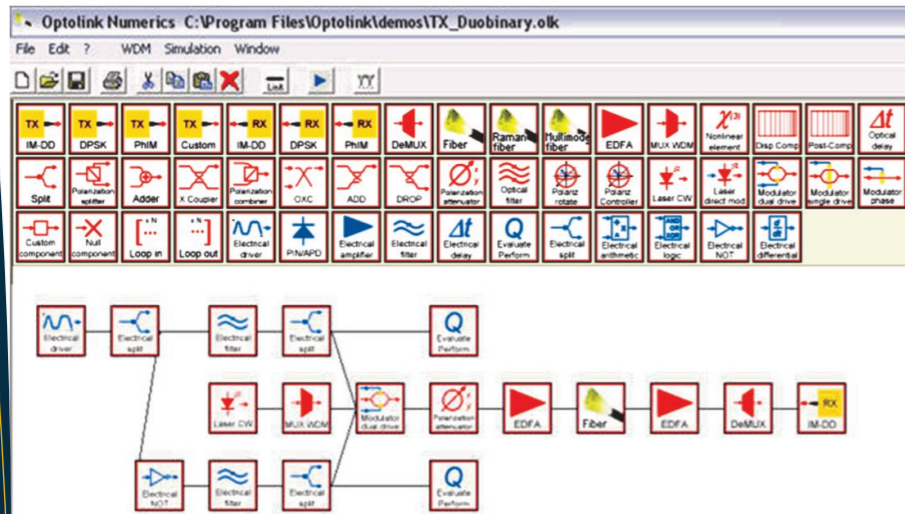 Optolink Numerics C:\Program Files\Optolink\demos\TX_Duobinary.olk
File Edit ? WDM Simulation Window
Link
TX TX TX TX RX RX RX χ(3) Δt
IM-DD DPSK PhIM Custom IM-DD DPSK PhIM DeMUX Fiber Raman fiber Multimode fiber EDFA MUX WDM Nonlinear element Disp Comp Post-Comp Optical delay
Split Polarization splitter Adder X Coupler Polarization combiner OXC ADD DROP Polarization attenuator Optical filter Polariz rotate Polariz Controller Laser CW Laser direct mod Modulator dual drive Modulator single drive Modulator phase
N N Δt Q AND OR XOR
Custom component Null component Loop in Loop out Electrical driver PIN/APD Electrical amplifier Electrical filter Electrical delay Evaluate Perform Electrical split Electrical arithmetic Electrical logic Electrical NOT Electrical differential
Q
Electrical driver Electrical split Electrical filter Electrical split Evaluate Perform
RX
Laser CW MUX WDM Modulator dual drive Polarization attenuator EDFA Fiber EDFA DeMUX IM-DD
Q
Electrical NOT Electrical filter Electrical split Evaluate Perform